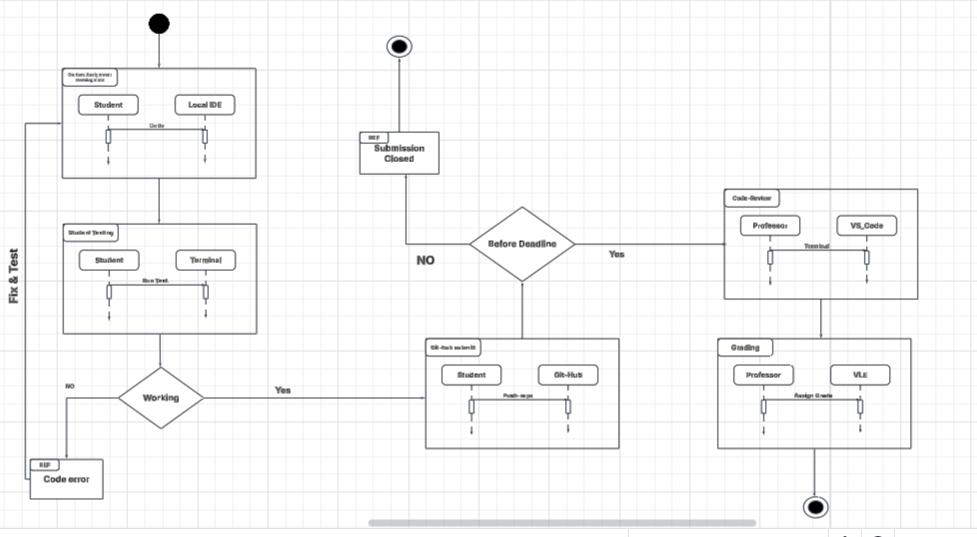 Student
Local IDE
Code
Student Testing
Student
Terminal
Run Test
Fix & Test
NO
Working
Yes
REF
Code error
REF
Submission
Closed
Before Deadline
NO
Yes
Git-hub submit
Student
Git-Hub
Push-repo
Code-Review
Professor
VS_Code
Terminal
Grading
Professor
VLE
Assign Grade